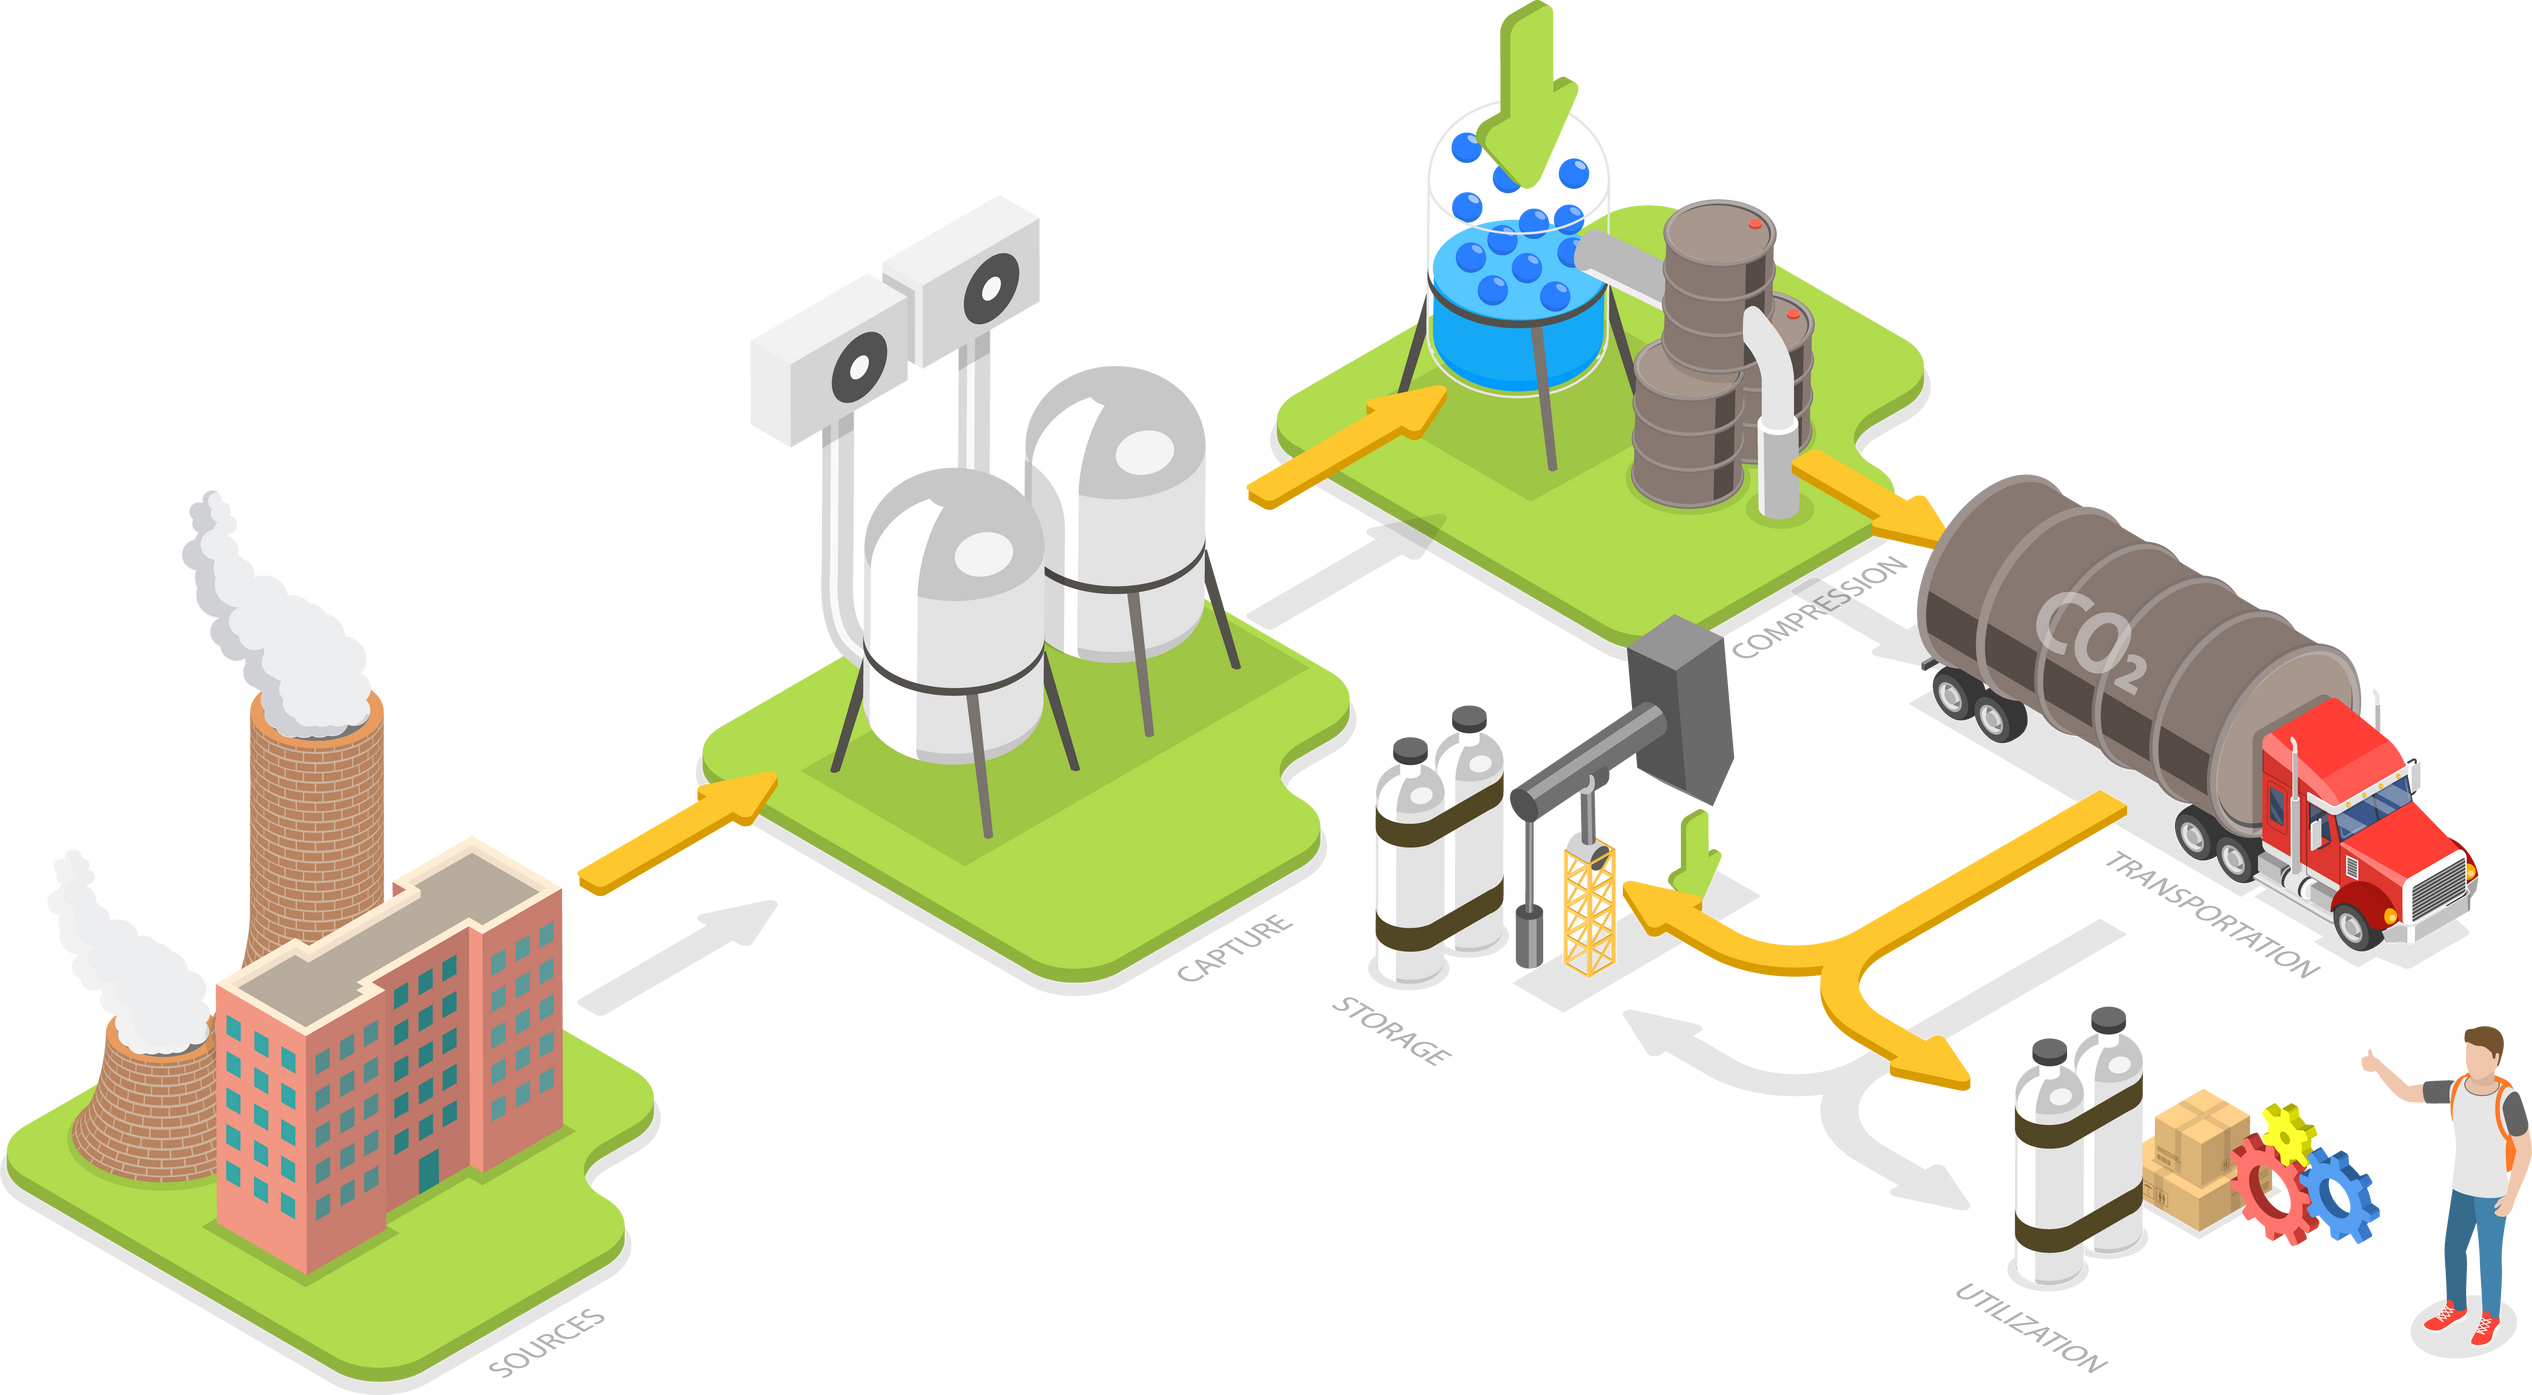 SOURCES
CAPTURE
COMPRESSION
CO₂
TRANSPORTATION
STORAGE
UTILIZATION